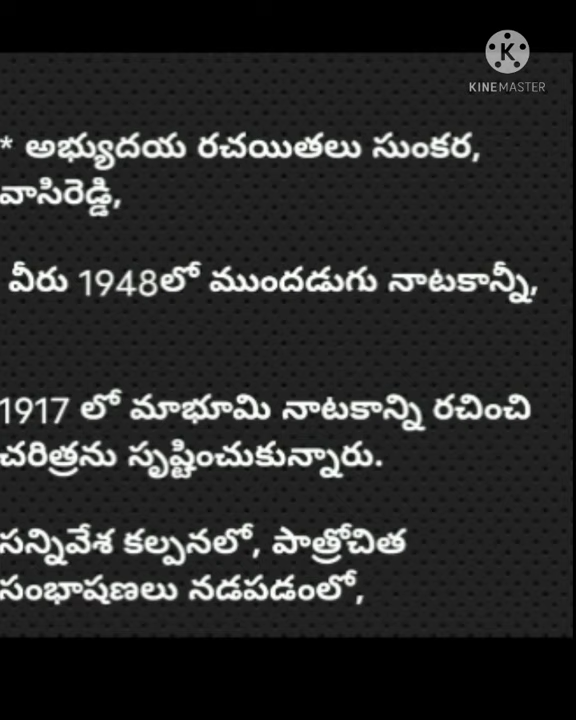 KINEMASTER
* అభ్యుదయ రచయితలు సుంకర,
వాసిరెడ్డి,
వీరు 1948లో ముందడుగు నాటకాన్నీ,
1917 లో మాభూమి నాటకాన్ని రచించి
చరిత్రను సృష్టించుకున్నారు.
సన్నివేశ కల్పనలో, పాత్రోచిత
సంభాషణలు నడపడంలో,